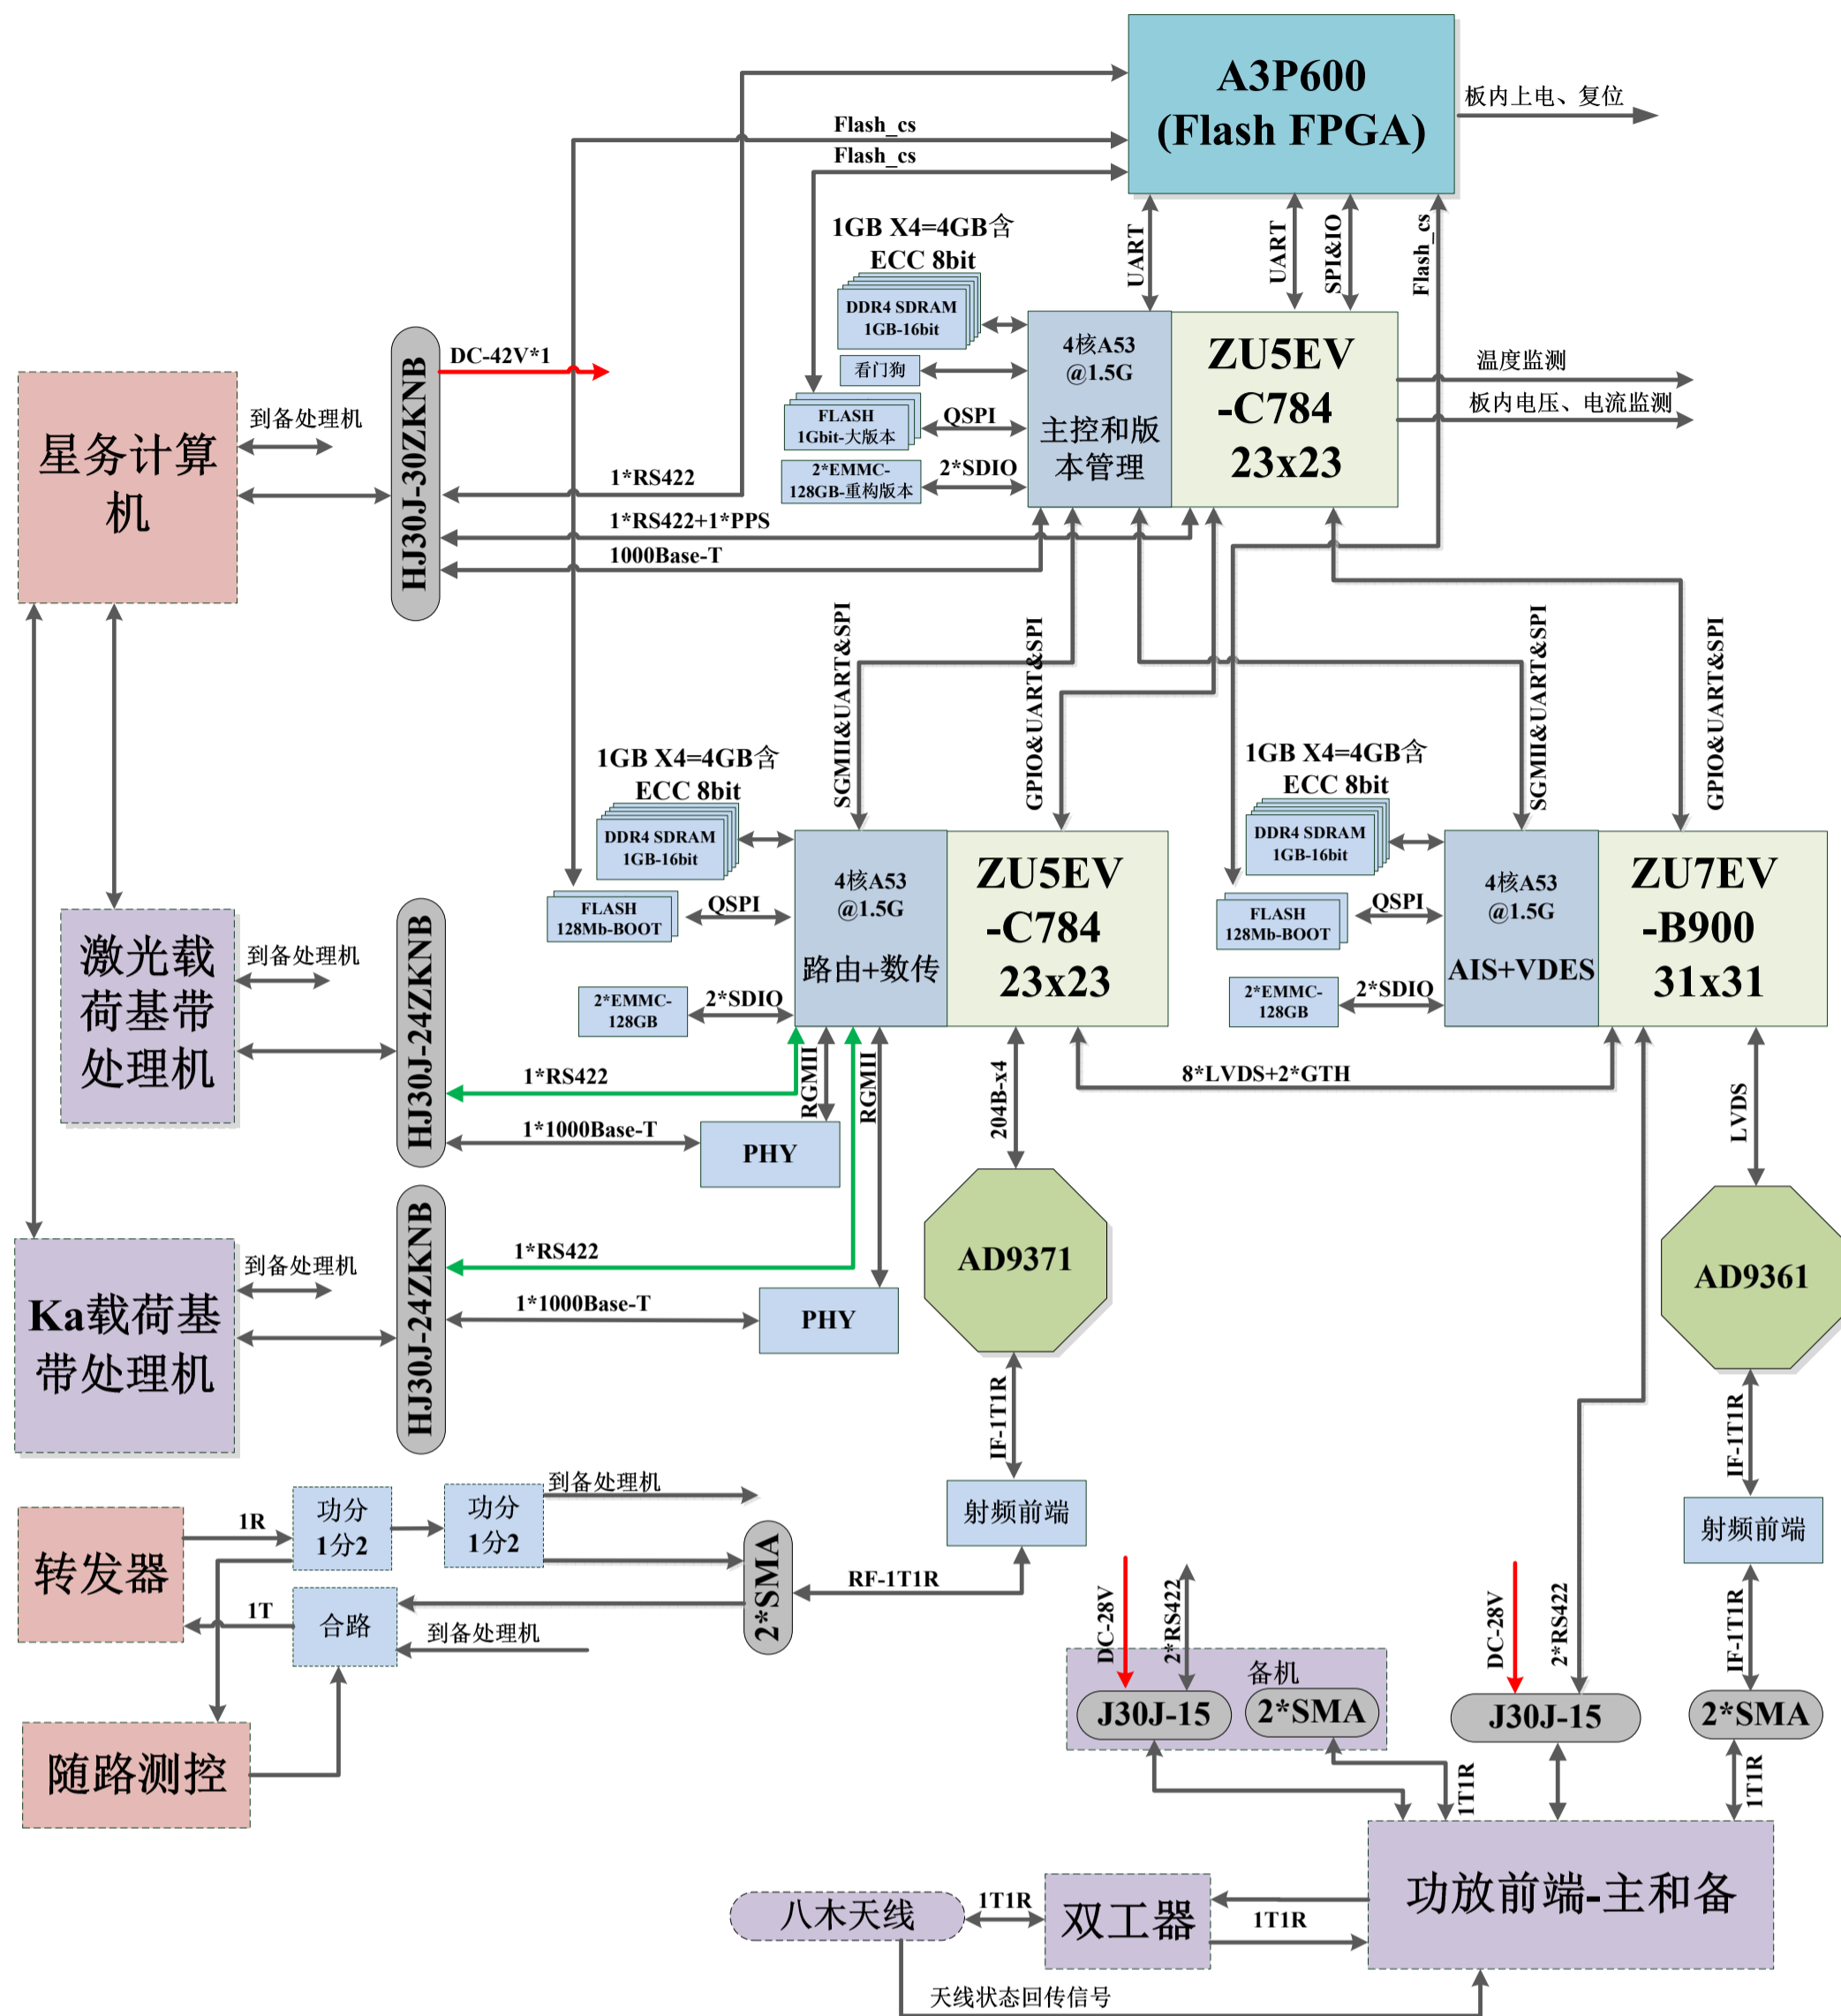 A3P600
(Flash FPGA)
板内上电、复位
Flash_cs
Flash_cs
UART
UART
SPI&IO
Flash_cs
1GB X4=4GB含
ECC 8bit
DDR4 SDRAM
1GB-16bit
看门狗
FLASH
1Gbit-大版本
QSPI
2*EMMC-
128GB-重构版本
2*SDIO
4核A53
@1.5G
主控和版
本管理
ZU5EV
-C784
23x23
温度监测
板内电压、电流监测
星务计算
机
到备处理机
HJ30J-30ZKNB
DC-42V*1
1*RS422
1*RS422+1*PPS
1000Base-T
SGMII&UART&SPI
GPIO&UART&SPI
SGMII&UART&SPI
GPIO&UART&SPI
1GB X4=4GB含
ECC 8bit
DDR4 SDRAM
1GB-16bit
FLASH
128Mb-BOOT
QSPI
2*EMMC-
128GB
2*SDIO
4核A53
@1.5G
路由+数传
ZU5EV
-C784
23x23
1GB X4=4GB含
ECC 8bit
DDR4 SDRAM
1GB-16bit
FLASH
128Mb-BOOT
QSPI
2*EMMC-
128GB
2*SDIO
4核A53
@1.5G
AIS+VDES
ZU7EV
-B900
31x31
激光载
荷基带
处理机
到备处理机
HJ30J-24ZKNB
1*RS422
1*1000Base-T
RGMII
RGMII
PHY
204B-x4
8*LVDS+2*GTH
LVDS
Ka载荷基
带处理机
到备处理机
HJ30J-24ZKNB
1*RS422
1*1000Base-T
PHY
AD9371
AD9361
IF-1T1R
IF-1T1R
射频前端
射频前端
转发器
1R
1T
功分
1分2
功分
1分2
到备处理机
合路
到备处理机
2*SMA
RF-1T1R
随路测控
DC-28V
2*RS422
备机
J30J-15
2*SMA
DC-28V
2*RS422
J30J-15
IF-1T1R
2*SMA
1T1R
1T1R
功放前端-主和备
双工器
1T1R
八木天线
1T1R
天线状态回传信号